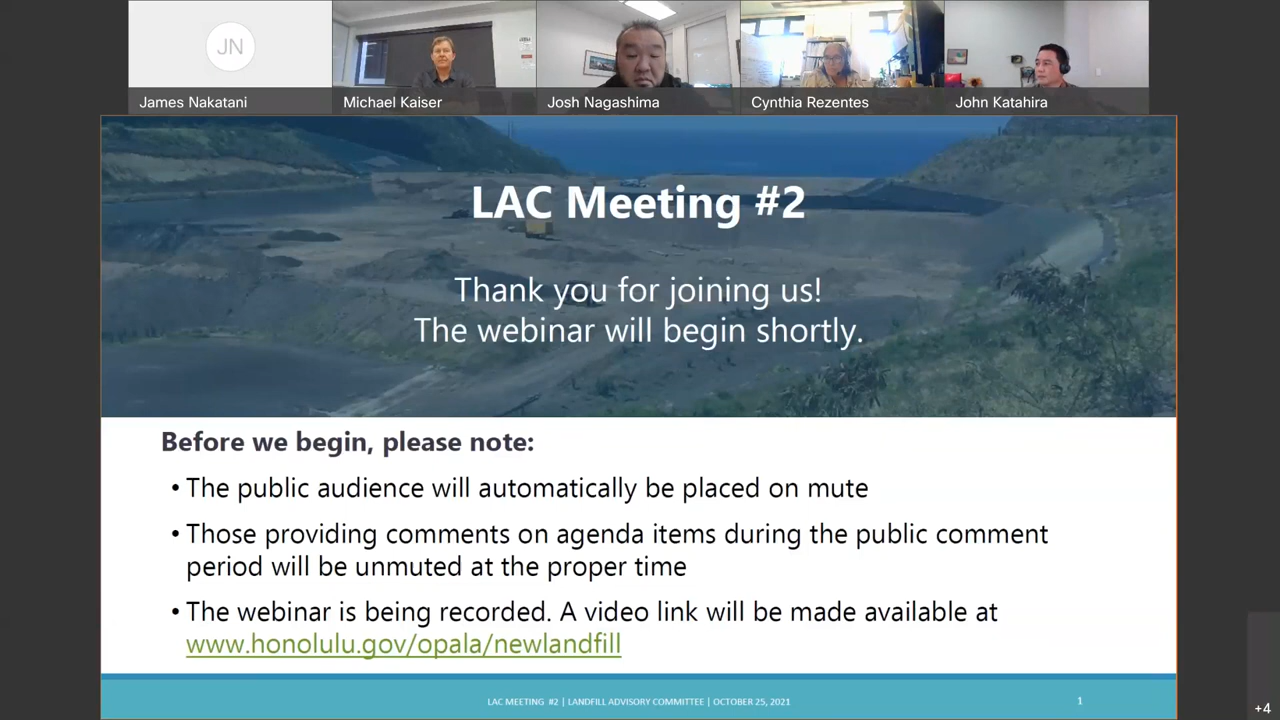 JN
James Nakatani
Michael Kaiser
Josh Nagashima
Cynthia Rezentes
John Katahira
LAC Meeting #2
Thank you for joining us!
The webinar will begin shortly.
Before we begin, please note:
• The public audience will automatically be placed on mute
• Those providing comments on agenda items during the public comment
period will be unmuted at the proper time
• The webinar is being recorded. A video link will be made available at
www.honolulu.gov/opala/newlandfill
LAC MEETING #2 | LANDFILL ADVISORY COMMITTEE | OCTOBER 25, 2021
1
+4